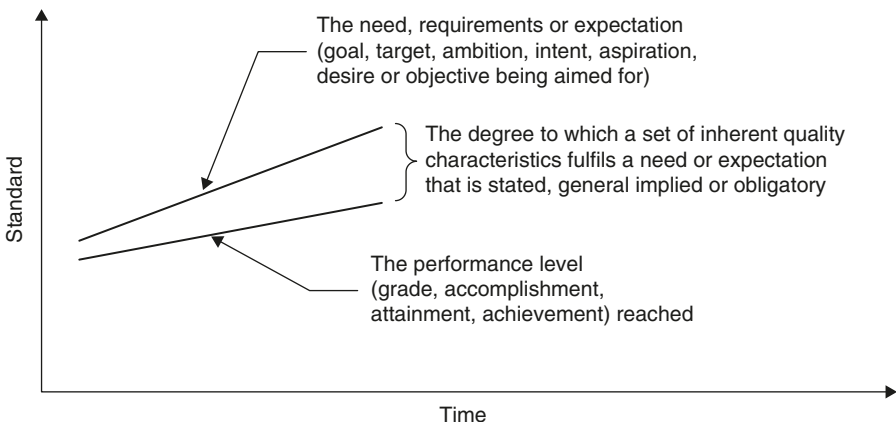 The need, requirements or expectation
(goal, target, ambition, intent, aspiration,
desire or objective being aimed for)
The degree to which a set of inherent quality
characteristics fulfils a need or expectation
that is stated, general implied or obligatory
Standard
The performance level
(grade, accomplishment,
attainment, achievement) reached
Time